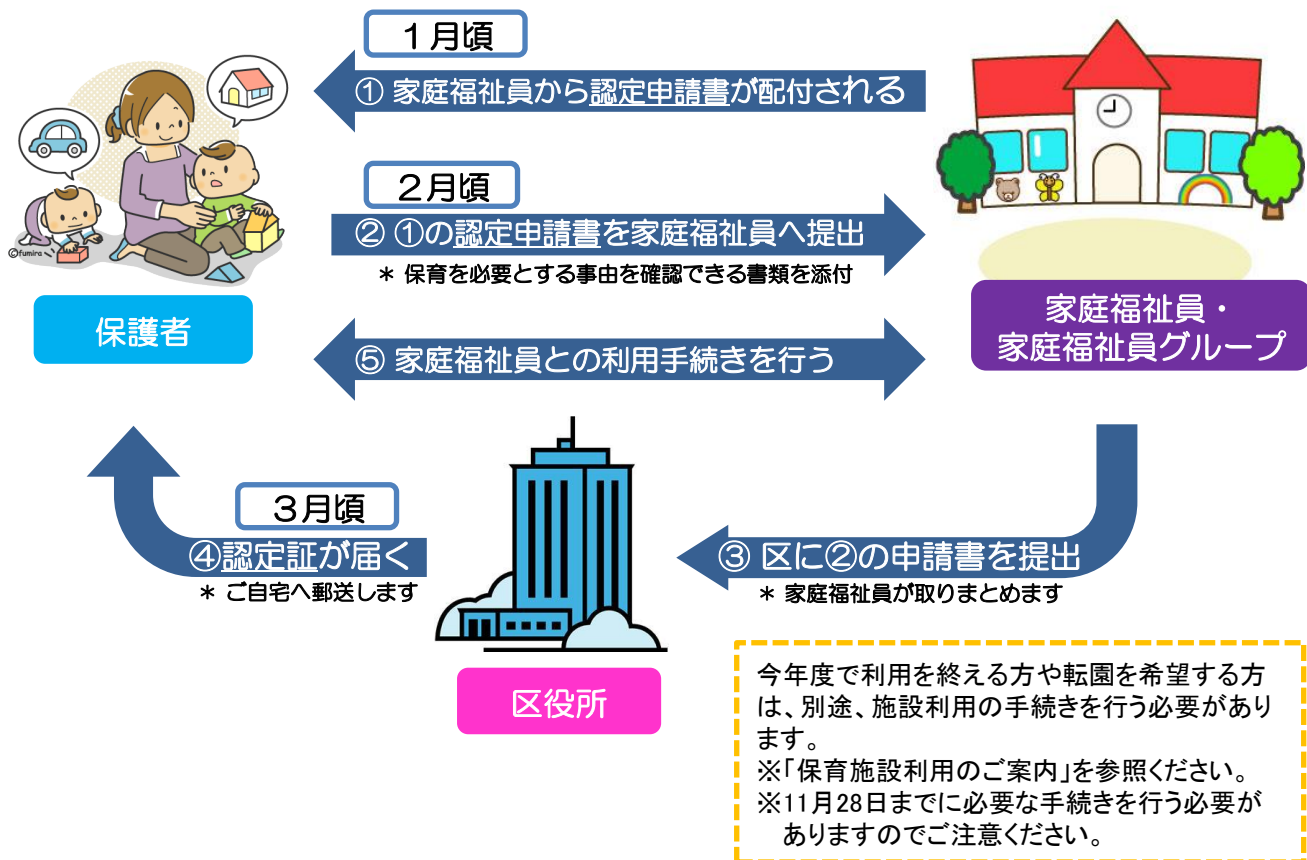 1月頃
① 家庭福祉員から認定申請書が配付される
2月頃
② ①の認定申請書を家庭福祉員へ提出
＊ 保育を必要とする事由を確認できる書類を添付
©fumira
保護者
家庭福祉員・
家庭福祉員グループ
⑤ 家庭福祉員との利用手続きを行う
3月頃
④認定証が届く
＊ ご自宅へ郵送します
③ 区に②の申請書を提出
＊ 家庭福祉員が取りまとめます
区役所
今年度で利用を終える方や転園を希望する方
は、別途、施設利用の手続きを行う必要があり
ます。
※「保育施設利用のご案内」を参照ください。
※11月28日までに必要な手続きを行う必要が
ありますのでご注意ください。